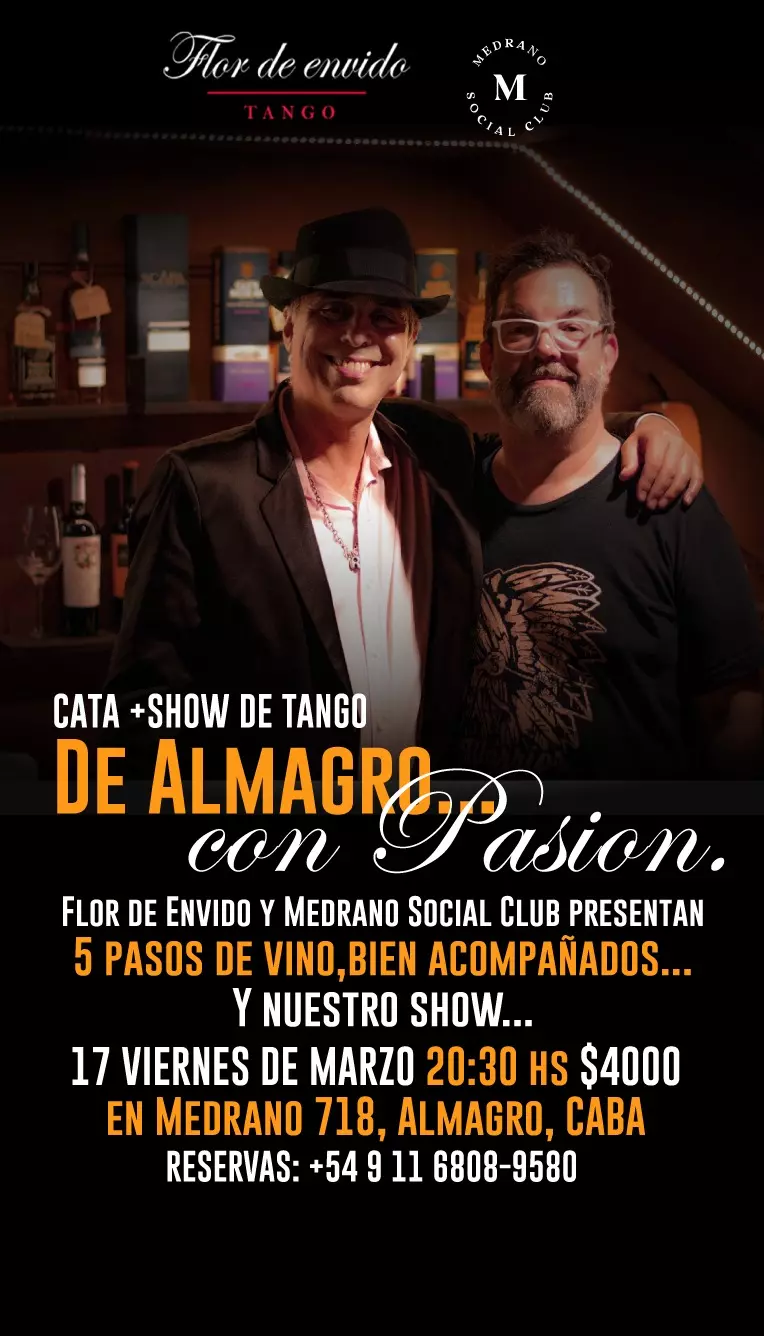 Flor de envido
TANGO
MEDRANO
M
SOCIAL CLUB
CATA +SHOW DE TANGO
DE ALMAGRO...
con Pasion.
FLOR DE ENVIDO Y MEDRANO SOCIAL CLUB PRESENTAN
5 PASOS DE VINO,BIEN ACOMPAÑADOS...
Y NUESTRO SHOW...
17 VIERNES DE MARZO 20:30 HS $4000
EN MEDRANO 718, ALMAGRO, CABA
RESERVAS: +54 9 11 6808-9580